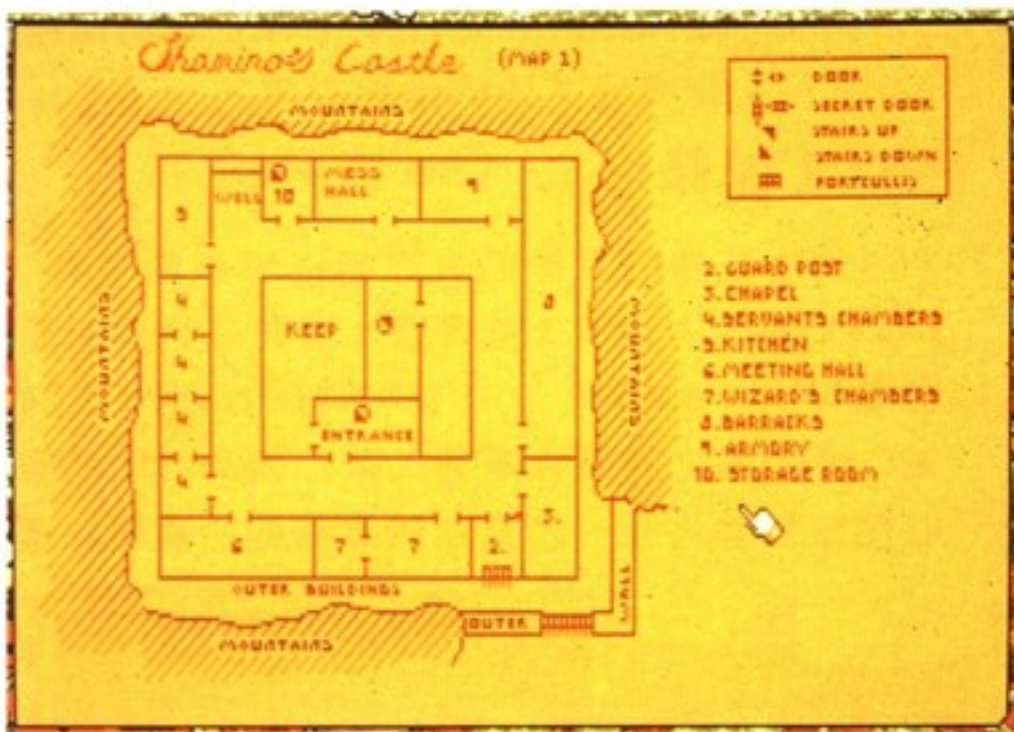 Shamino's Castle (MAP 1)
MOUNTAINS
DOOR
SECRET DOOR
STAIRS UP
STAIRS DOWN
PORTCULLIS
WELL
10
MESS
HALL
9
5
8
4
4
4
4
KEEP
ENTRANCE
MOUNTAINS
MOUNTAINS
2. GUARD POST
3. CHAPEL
4. SERVANTS CHAMBERS
5. KITCHEN
6. MEETING HALL
7. WIZARD'S CHAMBERS
8. BARRACKS
9. ARMORY
10. STORAGE ROOM
6
7
7
2.
3.
OUTER BUILDINGS
WALL
OUTER
MOUNTAINS